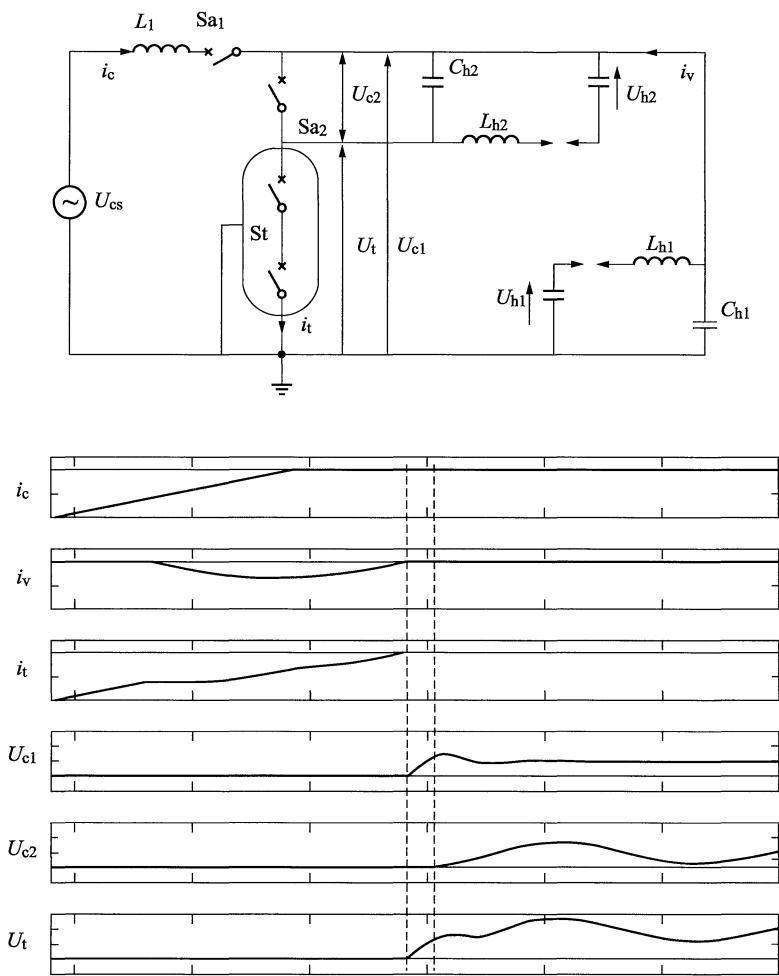 L1 Sa1
ic
Ch2
iv
Uc2
Uh2
Lh2
Sa2
Ucs
St
Ut Uc1
Lh1
Uh1
Ch1
it
ic
iv
it
Uc1
Uc2
Ut